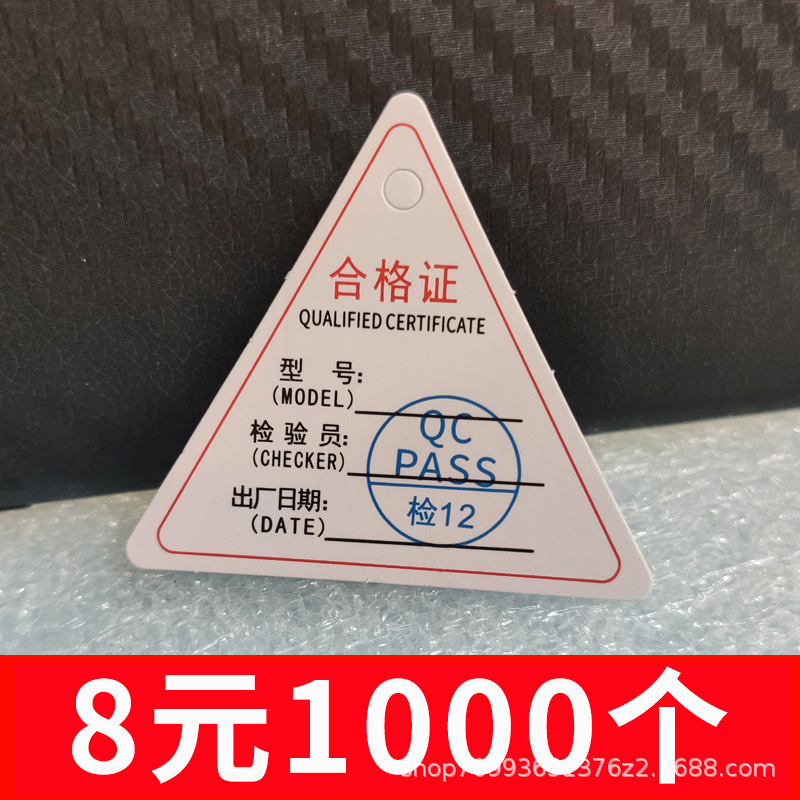 合格证
QUALIFIED CERTIFICATE
型 号:
(MODEL)
检 验 员:
(CHECKER)
出厂日期:
(DATE)
QC
PASS
检12
8元1000个